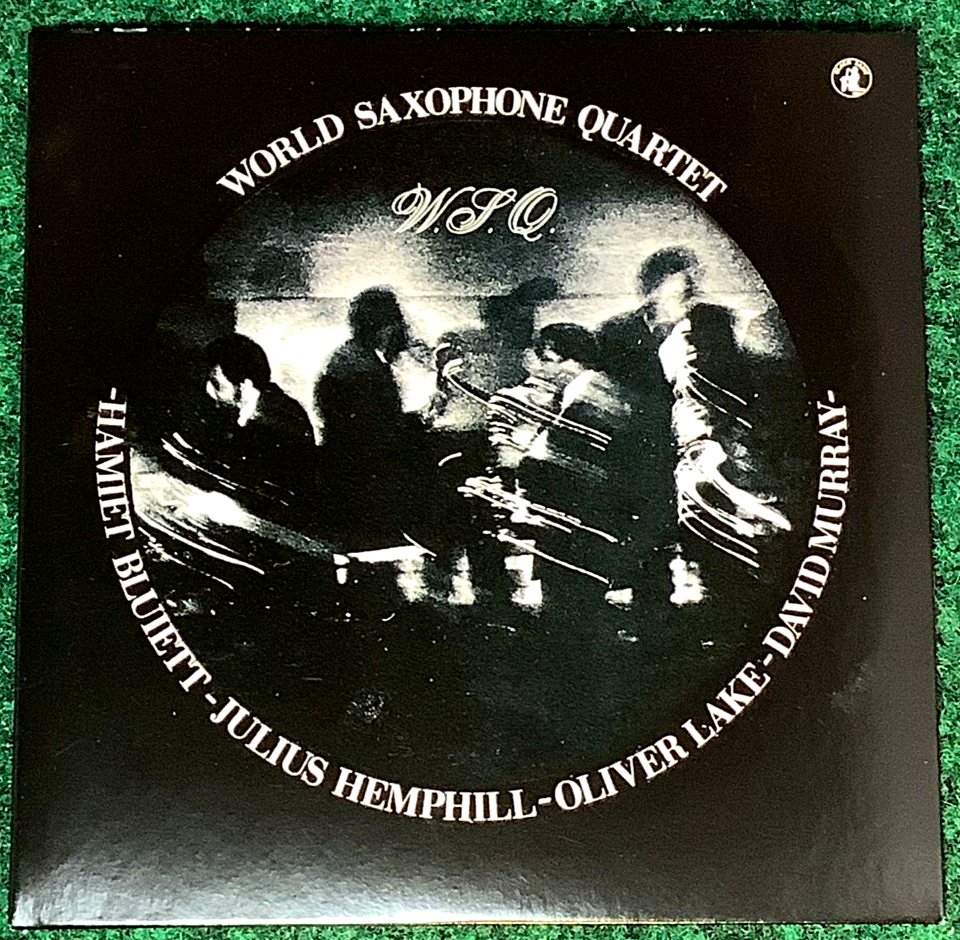 WORLD SAXOPHONE QUARTET
W.S.Q.
-HAMIET BLUIETT-JULIUS HEMPHILL-OLIVER LAKE-DAVID MURRAY-